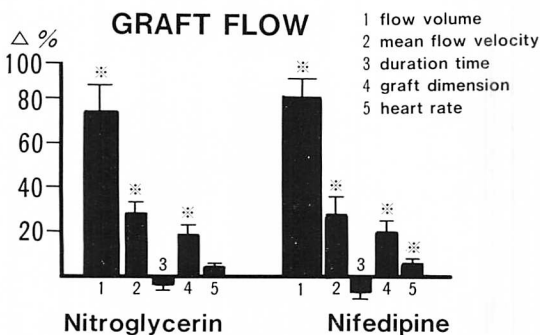 GRAFT FLOW
△ %
100
80
60
40
20
1 flow volume
2 mean flow velocity
3 duration time
4 graft dimension
5 heart rate
※ ※ ※ ※ ※ ※ ※
1 2 3 4 5 1 2 3 4 5
Nitroglycerin Nifedipine